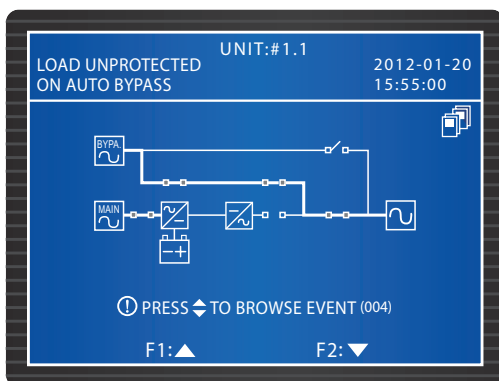 UNIT:#1.1
LOAD UNPROTECTED
ON AUTO BYPASS
2012-01-20
15:55:00
BYPA.
MAIN
PRESS TO BROWSE EVENT (004)
F1:
F2: